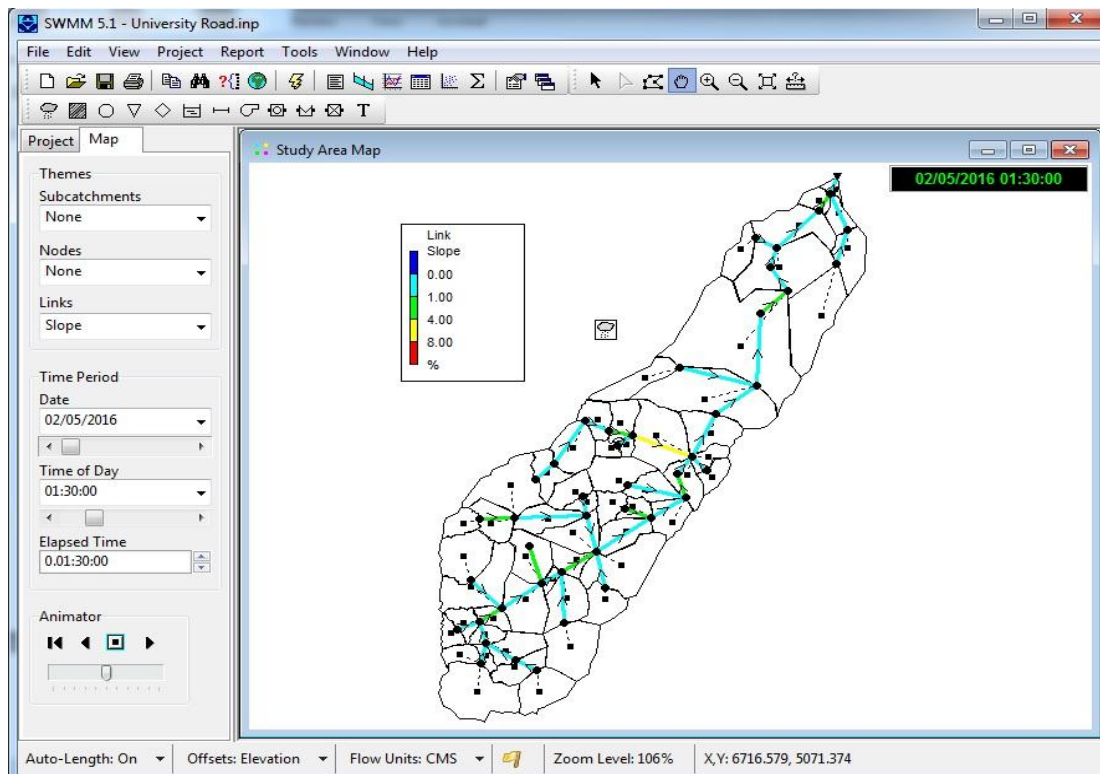 SWMM 5.1 - University Road.inp
File Edit View Project Report Tools Window Help
?{}
Σ
T
Project Map
Themes
Subcatchments
None
Nodes
None
Links
Slope
Time Period
Date
02/05/2016
Time of Day
01:30:00
Elapsed Time
0.01:30:00
Animator
Study Area Map
02/05/2016 01:30:00
Link
Slope
0.00
1.00
4.00
8.00
%
Auto-Length: On Offsets: Elevation Flow Units: CMS Zoom Level: 106% X,Y: 6716.579, 5071.374